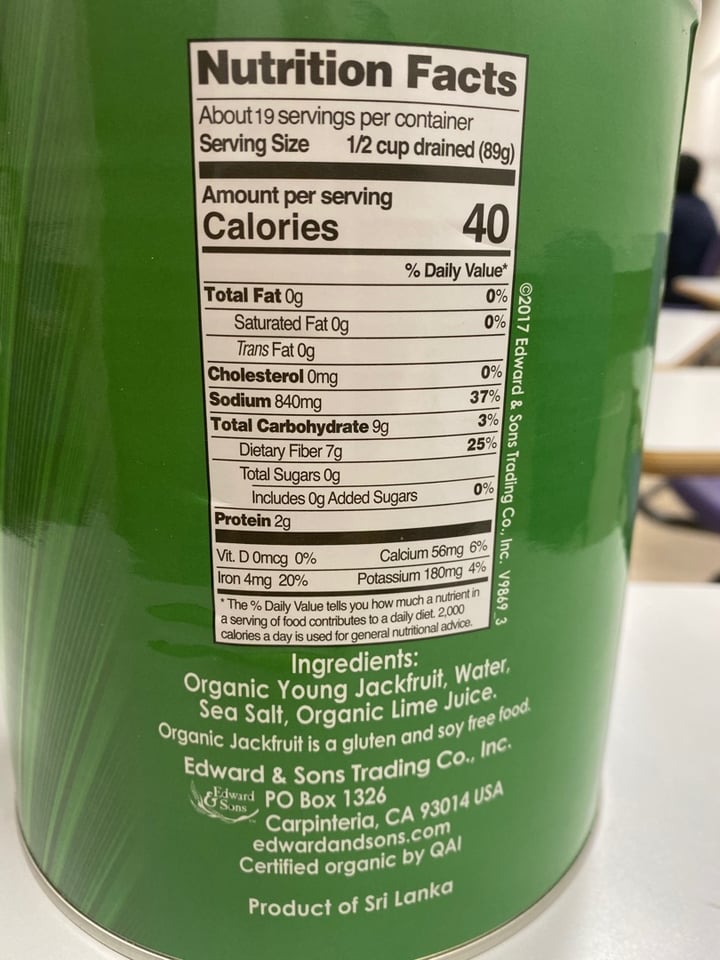 Nutrition Facts
About 19 servings per container
Serving Size 1/2 cup drained (89g)
Amount per serving
Calories 40
% Daily Value*
Total Fat 0g 0%
Saturated Fat 0g 0%
Trans Fat 0g
Cholesterol 0mg 0%
Sodium 840mg 37%
Total Carbohydrate 9g 3%
Dietary Fiber 7g 25%
Total Sugars 0g
Includes 0g Added Sugars 0%
Protein 2g
Vit. D 0mcg 0% Calcium 56mg 6%
Iron 4mg 20% Potassium 180mg 4%
* The % Daily Value tells you how much a nutrient in
a serving of food contributes to a daily diet. 2,000
calories a day is used for general nutritional advice.
©2017 Edward & Sons Trading Co., Inc. V9869.3
Ingredients:
Organic Young Jackfruit, Water,
Sea Salt, Organic Lime Juice.
Organic Jackfruit is a gluten and soy free food.
Edward & Sons Trading Co., Inc.
Edward
& Sons
PO Box 1326
Carpinteria, CA 93014 USA
edwardandsons.com
Certified organic by QAI
Product of Sri Lanka